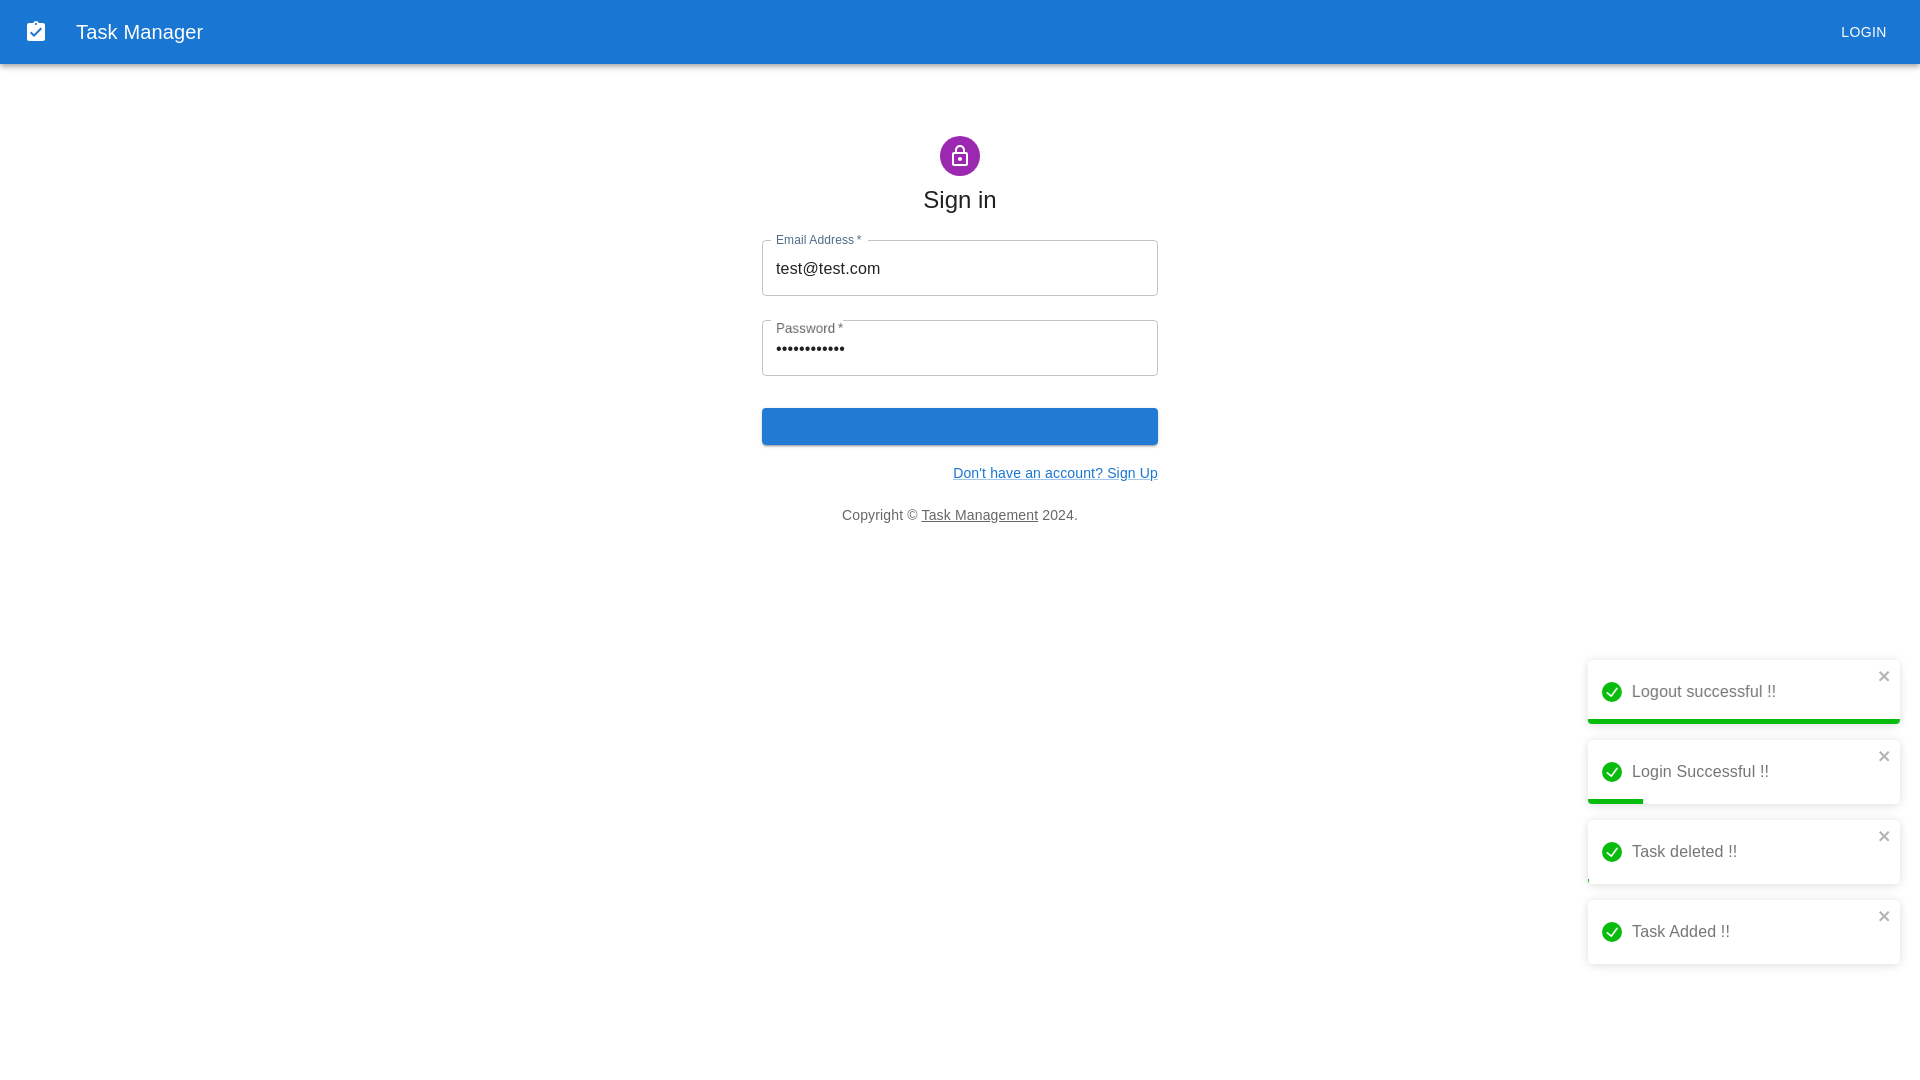 Task Manager
LOGIN
Sign in
Email Address *
test@test.com
Password *
••••••••••••
Don't have an account? Sign Up
Copyright © Task Management 2024.
Logout successful !!
Login Successful !!
Task deleted !!
Task Added !!